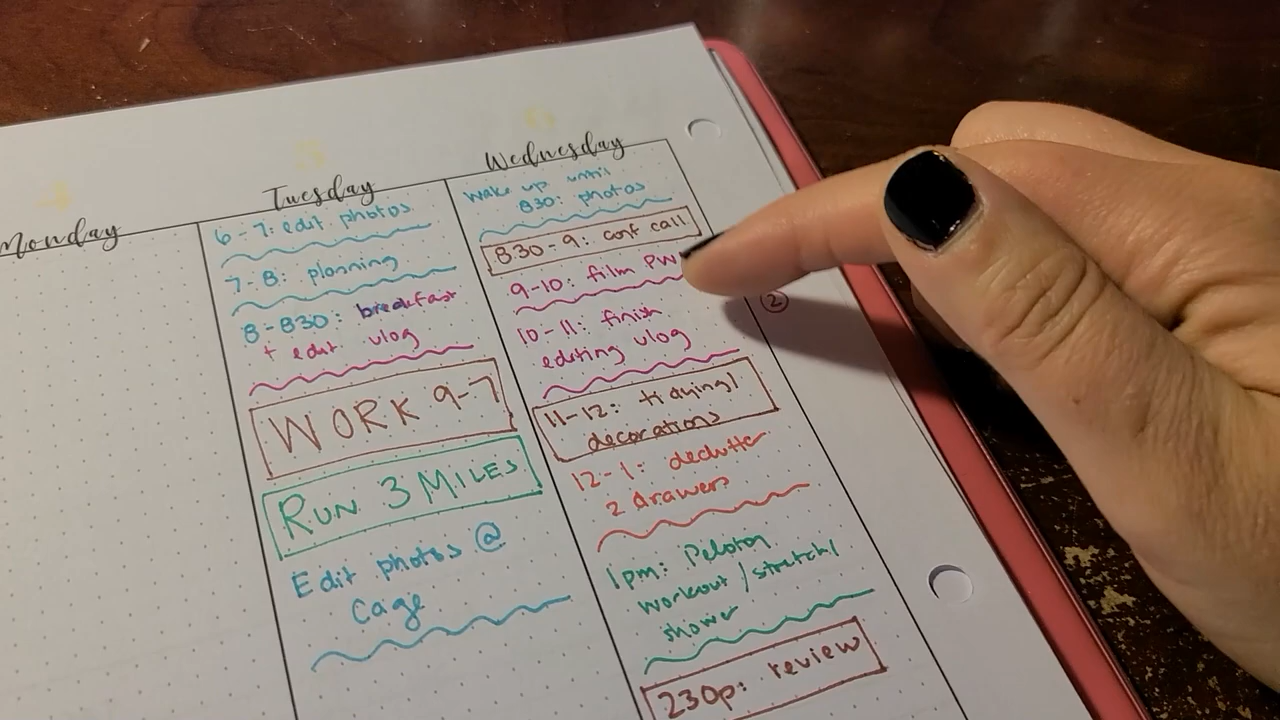 Monday
Tuesday
6-7: edit photos
7-8: planning
8-830: breakfast
+ edit vlog
WORK 9-7
RUN 3 MILES
Edit photos @
Cage
Wednesday
Wake up until
830: photos
830-9: conf call
9-10: film PW
10-11: finish
editing vlog
11-12: tidying/
decorations
12-1: declutter
2 drawers
1pm: Peloton
workout/stretch/
shower
230p: review
2